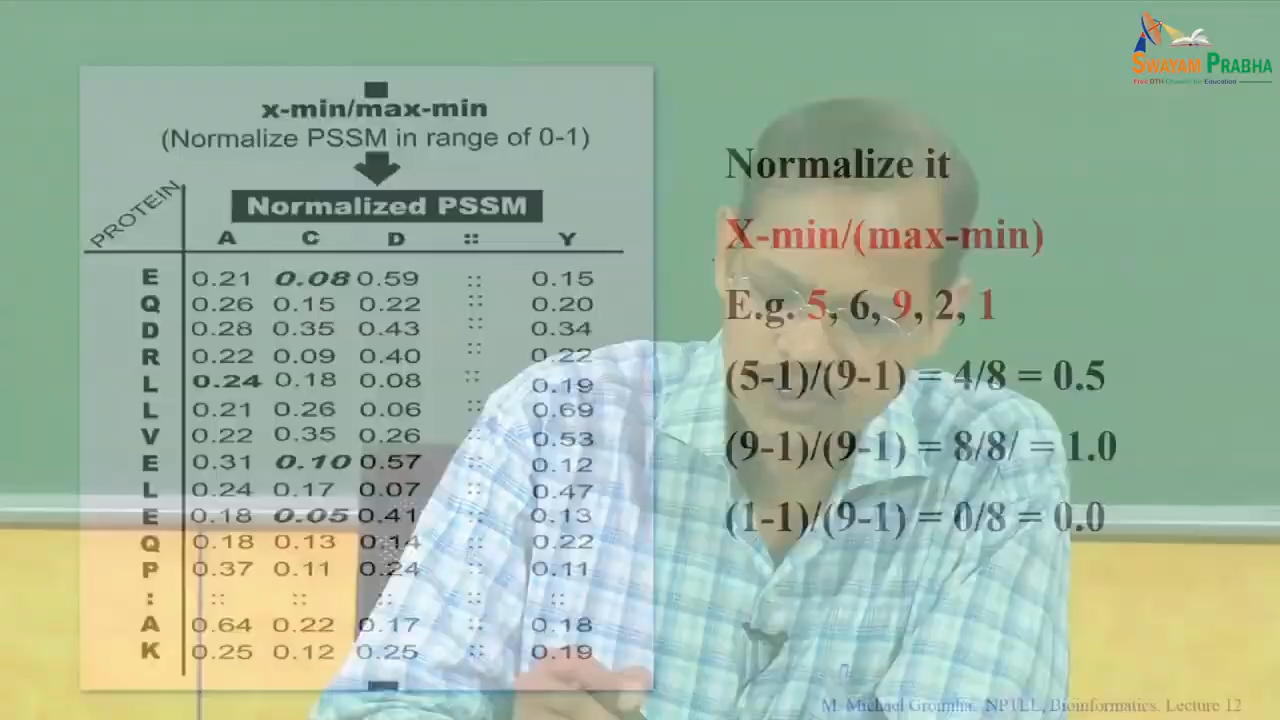 SWAYAM PRABHA
Free DTH Channel for Education
x-min/max-min
(Normalize PSSM in range of 0-1)
Normalized PSSM
PROTEIN A C D :: Y
E 0.21 0.08 0.59 :: 0.15
Q 0.26 0.15 0.22 :: 0.20
D 0.28 0.35 0.43 :: 0.34
R 0.22 0.09 0.40 :: 0.22
L 0.24 0.18 0.08 :: 0.19
L 0.21 0.26 0.06 :: 0.69
V 0.22 0.35 0.26 :: 0.53
E 0.31 0.10 0.57 :: 0.12
L 0.24 0.17 0.07 :: 0.47
E 0.18 0.05 0.41 :: 0.13
Q 0.18 0.13 0.14 :: 0.22
P 0.37 0.11 0.24 :: 0.11
: :: :: :: :: ::
A 0.64 0.22 0.17 :: 0.18
K 0.25 0.12 0.25 :: 0.19
Normalize it
X-min/(max-min)
E.g. 5, 6, 9, 2, 1
(5-1)/(9-1) = 4/8 = 0.5
(9-1)/(9-1) = 8/8/ = 1.0
(1-1)/(9-1) = 0/8 = 0.0
M. Michael Gromiha, NPTEL, Bioinformatics, Lecture 12